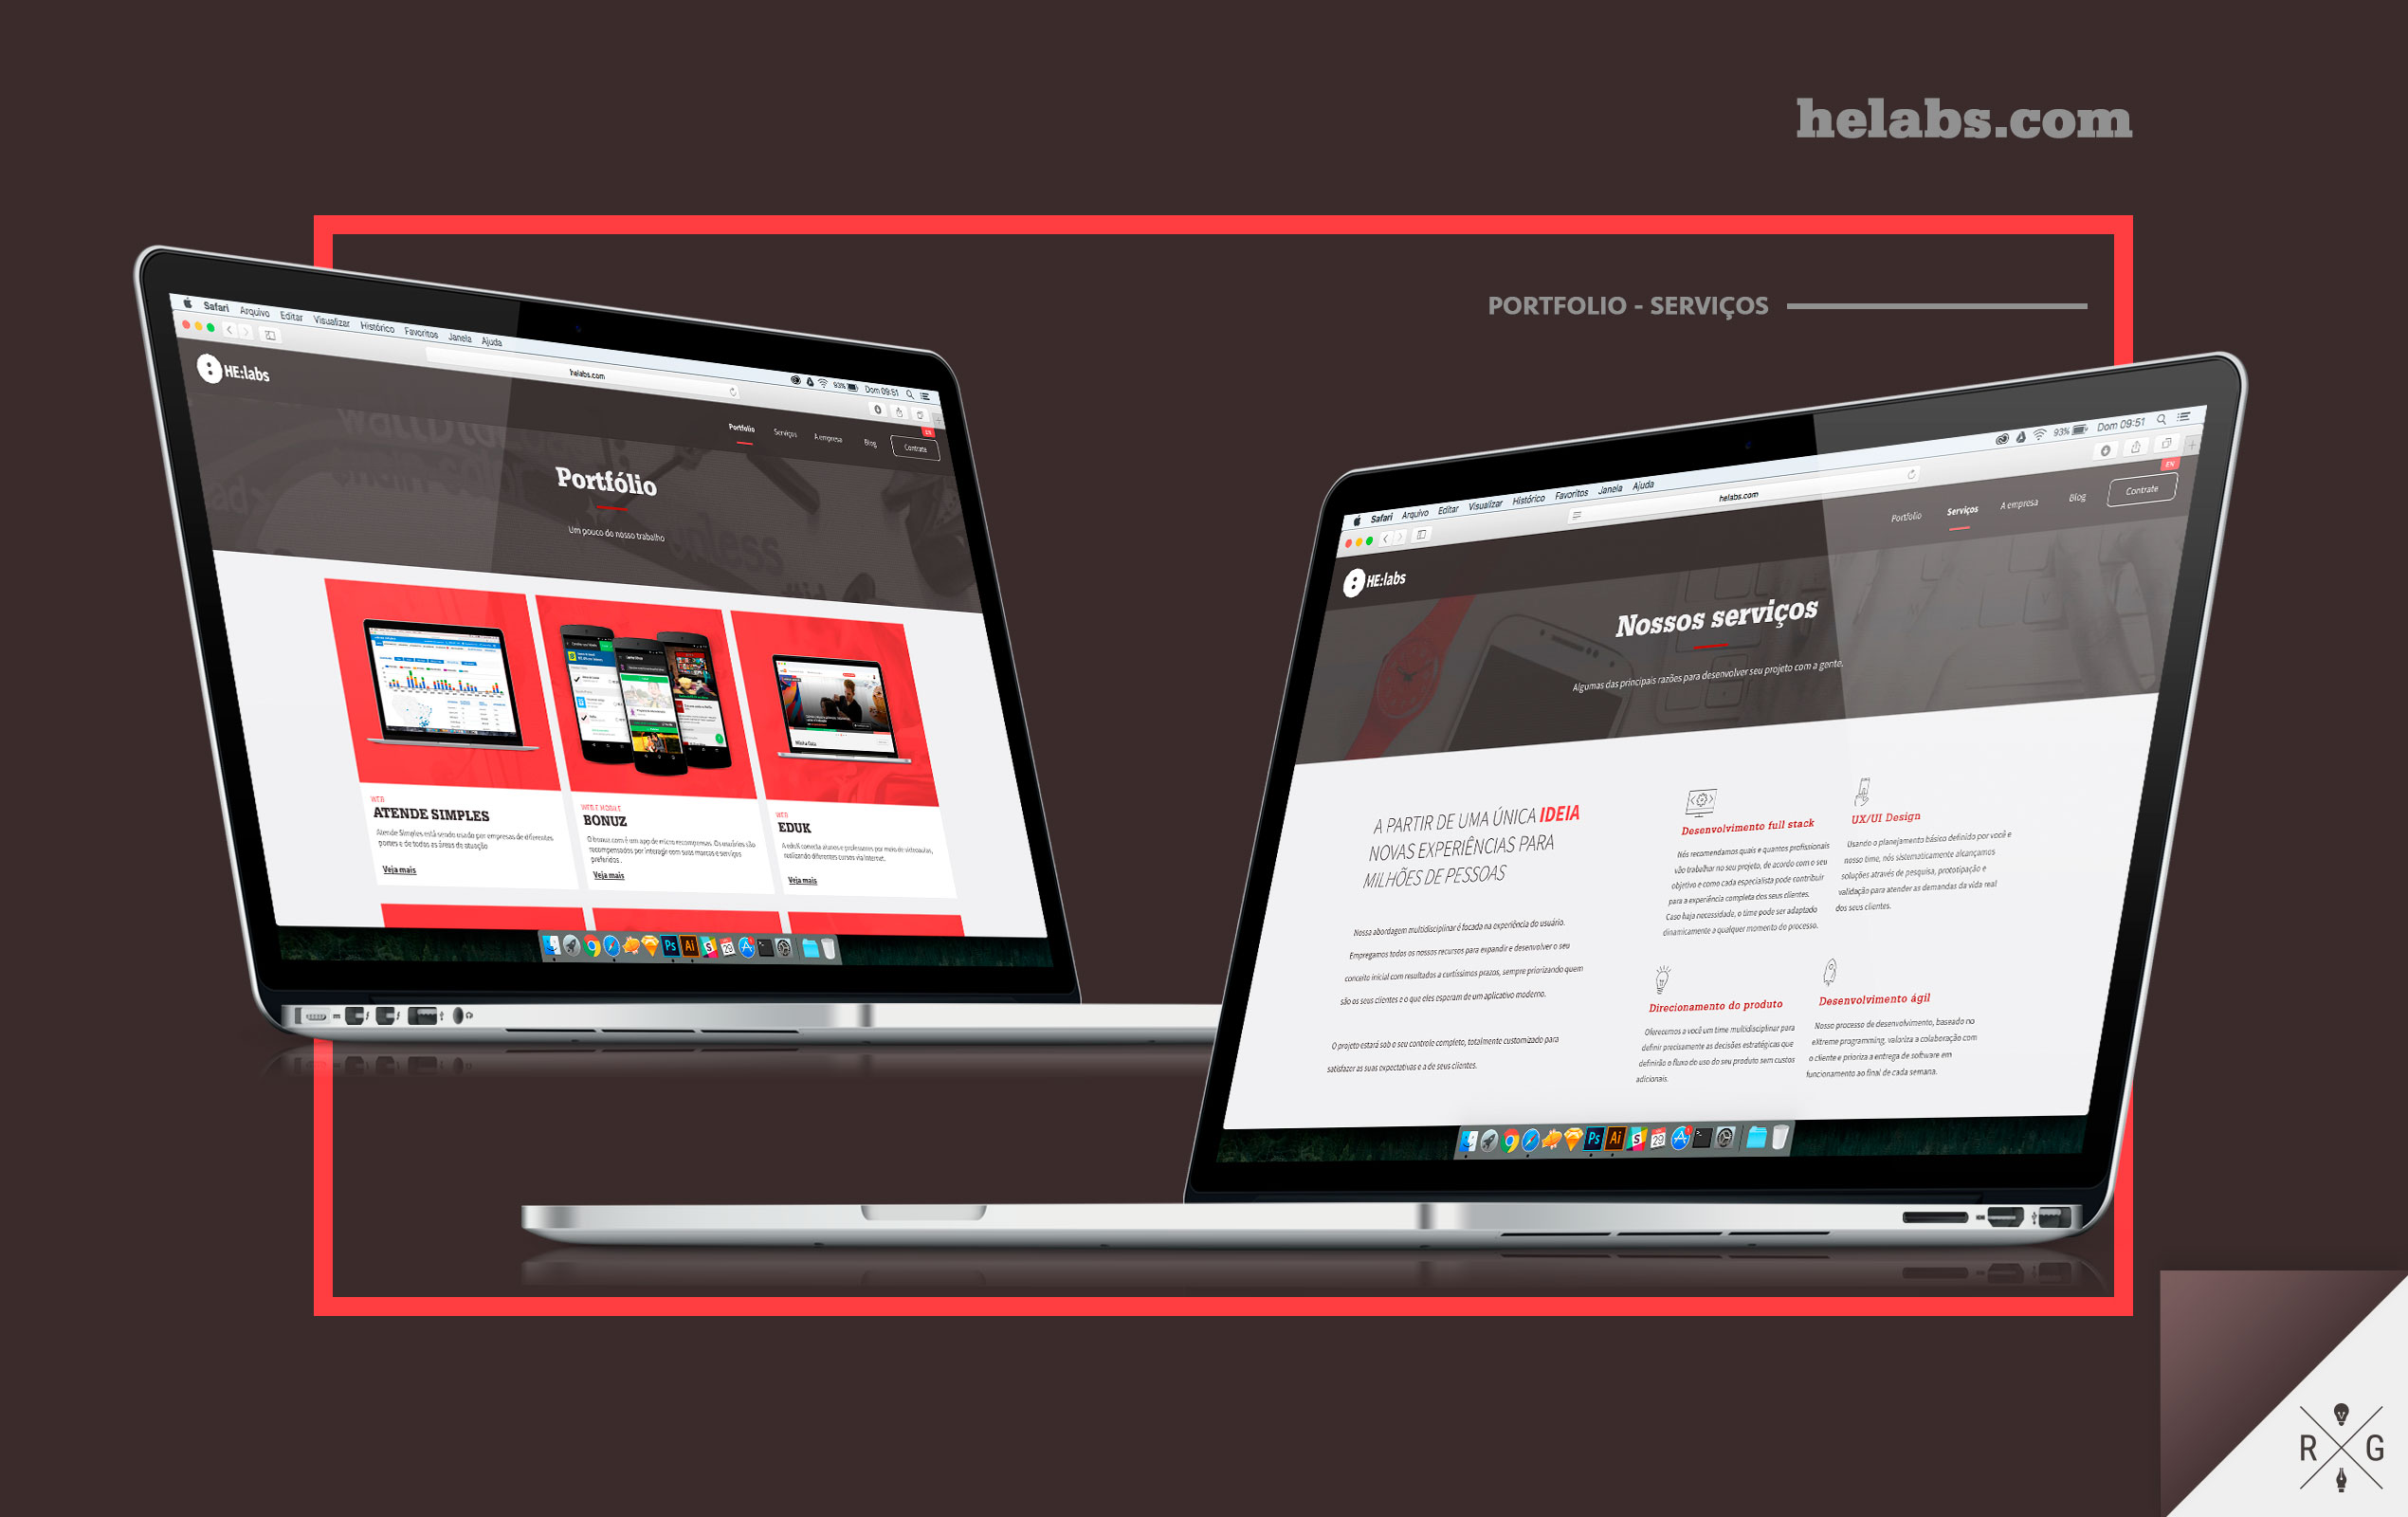 helabs.com
PORTFOLIO - SERVIÇOS
Safari Arquivo Editar Visualizar Histórico Favoritos Janela Ajuda
93% Dom 09:51
helabs.com
HE:labs
EN
Portfolio Serviços A empresa Blog Contrate
Portfólio
Um pouco do nosso trabalho
WEB
ATENDE SIMPLES
Atende Simples está sendo usado por empresas de diferentes
portes e de todas as áreas de atuação
Veja mais
WEB E MOBILE
BONUZ
O bonuz.com é um app de micro recompensas. Os usuários são
recompensados por interagir com suas marcas e serviços
preferidos.
Veja mais
WEB
EDUK
A eduK conecta alunos e professores por meio de videoaulas,
realizando diferentes cursos via internet.
Veja mais
Ps Ai 29
Safari Arquivo Editar Visualizar Histórico Favoritos Janela Ajuda
93% Dom 09:51
helabs.com
HE:labs
EN
Portfolio Serviços A empresa Blog Contrate
Nossos serviços
Algumas das principais razões para desenvolver seu projeto com a gente.
A PARTIR DE UMA ÚNICA IDEIA
NOVAS EXPERIÊNCIAS PARA
MILHÕES DE PESSOAS
Nossa abordagem multidisciplinar é focada na experiência do usuário.
Empregamos todos os nossos recursos para expandir e desenvolver o seu
conceito inicial com resultados a curtíssimos prazos, sempre priorizando quem
são os seus clientes e o que eles esperam de um aplicativo moderno.
O projeto estará sob o seu controle completo, totalmente customizado para
satisfazer as suas expectativas e a de seus clientes.
Desenvolvimento full stack
Nós recomendamos quais e quantos profissionais
vão trabalhar no seu projeto, de acordo com o seu
objetivo e como cada especialista pode contribuir
para a experiência completa dos seus clientes.
Caso haja necessidade, o time pode ser adaptado
dinamicamente a qualquer momento do processo.
UX/UI Design
Usando o planejamento básico definido por você e
nosso time, nós sistematicamente alcançamos
soluções através de pesquisa, prototipação e
validação para atender as demandas da vida real
dos seus clientes.
Direcionamento do produto
Oferecemos a você um time multidisciplinar para
definir precisamente as decisões estratégicas que
definirão o fluxo do uso do seu produto sem custos
adicionais.
Desenvolvimento ágil
Nosso processo de desenvolvimento, baseado no
eXtreme programming, valoriza a colaboração com
o cliente e prioriza a entrega de software em
funcionamento ao final de cada semana.
Ps Ai 29
R G